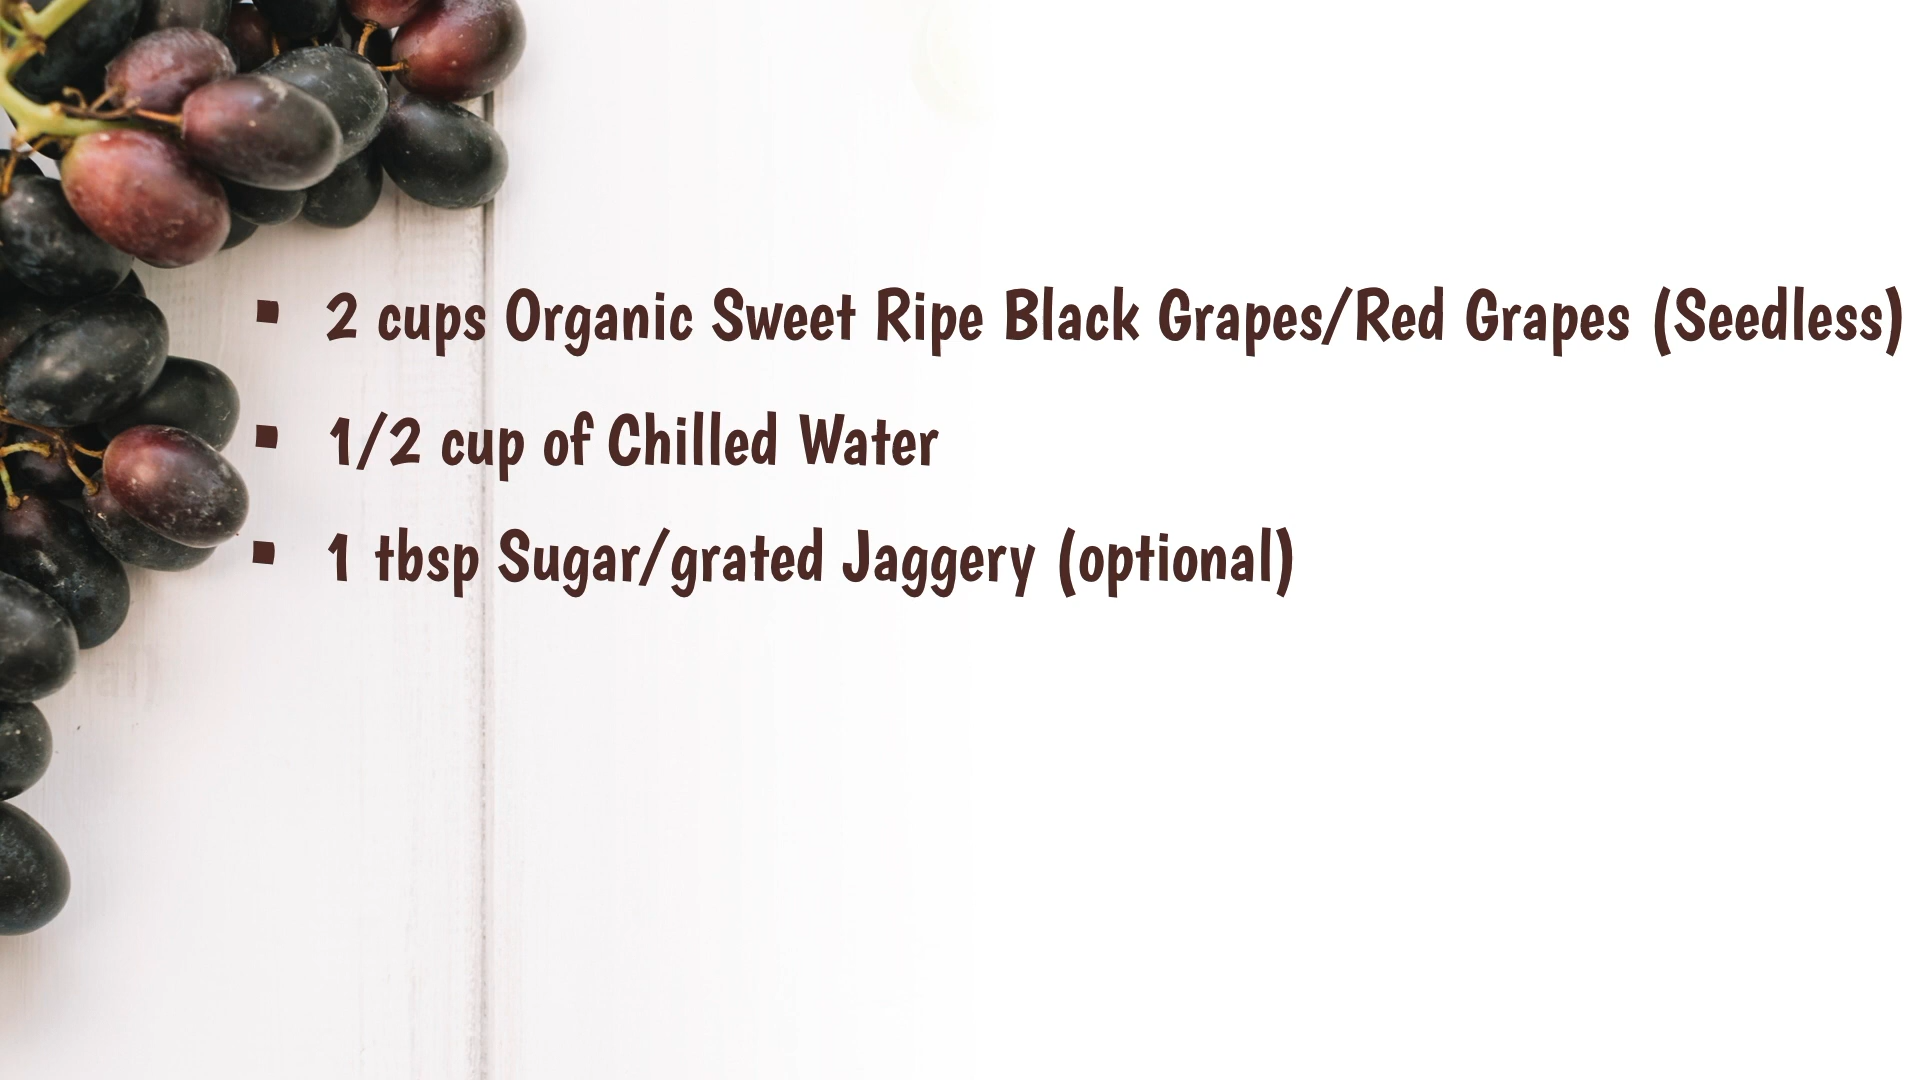 ▪ 2 cups Organic Sweet Ripe Black Grapes/Red Grapes (Seedless)
▪ 1/2 cup of Chilled Water
▪ 1 tbsp Sugar/grated Jaggery (optional)